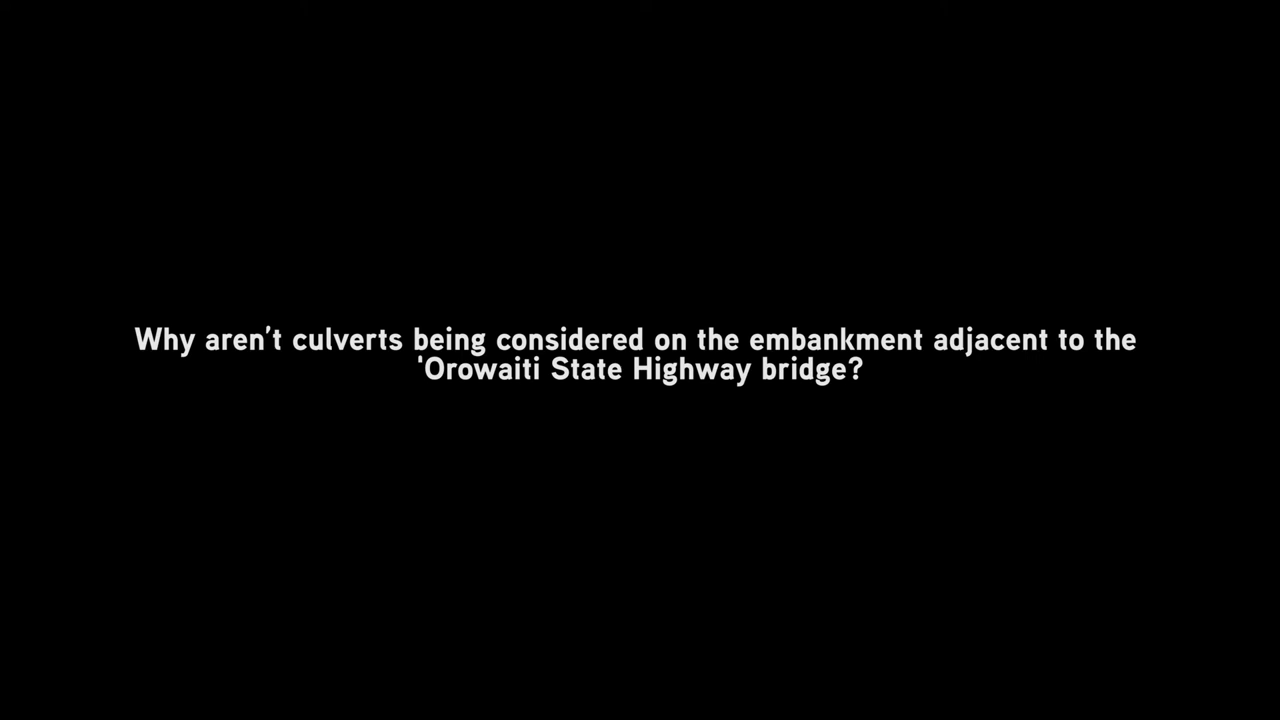 Why aren’t culverts being considered on the embankment adjacent to the
'Orowaiti State Highway bridge?